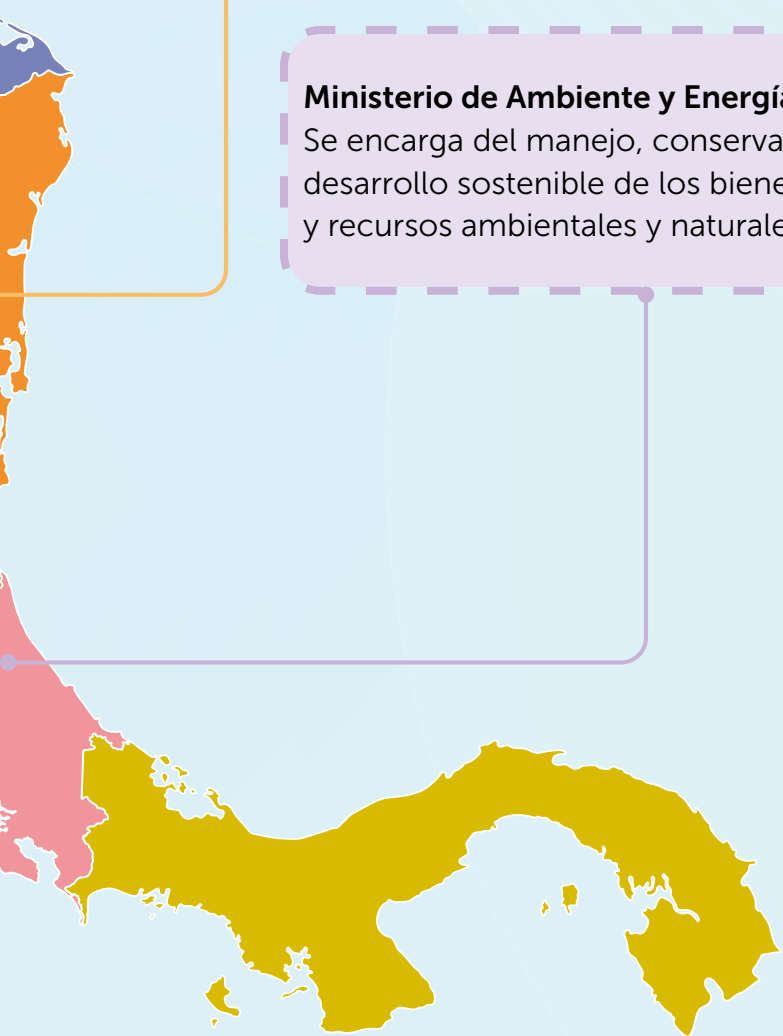 Ministerio de Ambiente y Energía
Se encarga del manejo, conserva
desarrollo sostenible de los biene
y recursos ambientales y naturale